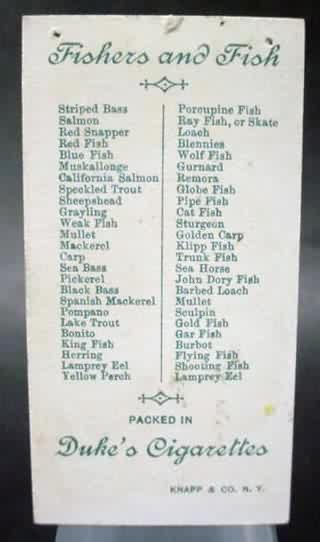 Fishers and Fish
Striped Bass
Salmon
Red Snapper
Red Fish
Blue Fish
Muskallonge
California Salmon
Speckled Trout
Sheepshead
Grayling
Weak Fish
Mullet
Mackerel
Carp
Sea Bass
Pickerel
Black Bass
Spanish Mackerel
Pompano
Lake Trout
Bonito
King Fish
Herring
Lamprey Eel
Yellow Perch
Porcupine Fish
Ray Fish, or Skate
Loach
Blennies
Wolf Fish
Gurnard
Remora
Globe Fish
Pipe Fish
Cat Fish
Sturgeon
Golden Carp
Klipp Fish
Trunk Fish
Sea Horse
John Dory Fish
Barbed Loach
Mullet
Sculpin
Gold Fish
Gar Fish
Burbot
Flying Fish
Shooting Fish
Lamprey Eel
PACKED IN
Duke's Cigarettes
KNAPP & CO. N. Y.